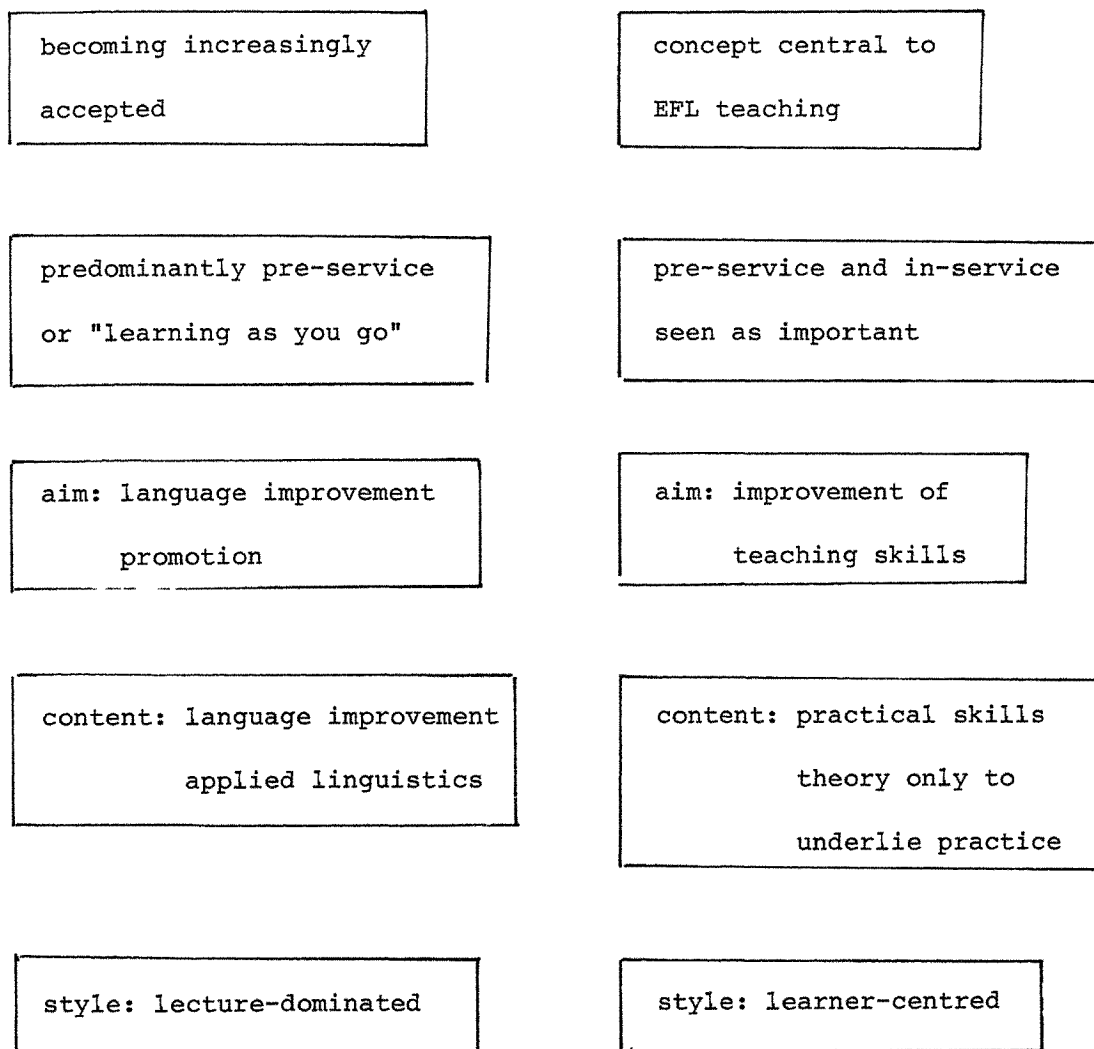 becoming increasingly
accepted
concept central to
EFL teaching
predominantly pre-service
or "learning as you go"
pre-service and in-service
seen as important
aim: language improvement
promotion
aim: improvement of
teaching skills
content: language improvement
applied linguistics
content: practical skills
theory only to
underlie practice
style: lecture-dominated
style: learner-centred